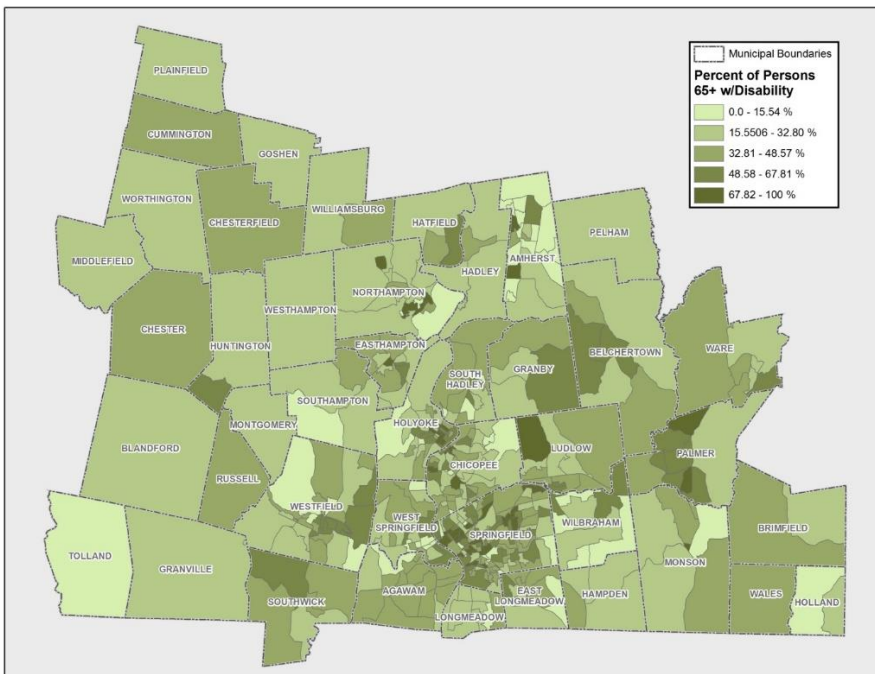 Municipal Boundaries
Percent of Persons
65+ w/Disability
0.0 - 15.54 %
15.5506 - 32.80 %
32.81 - 48.57 %
48.58 - 67.81 %
67.82 - 100 %
PLAINFIELD
CUMMINGTON
GOSHEN
WORTHINGTON
CHESTERFIELD
WILLIAMSBURG
HATFIELD
PELHAM
MIDDLEFIELD
AMHERST
HADLEY
NORTHAMPTON
WESTHAMPTON
CHESTER
HUNTINGTON
EASTHAMPTON
WARE
BELCHERTOWN
GRANBY
SOUTH
HADLEY
SOUTHAMPTON
HOLYOKE
MONTGOMERY
BLANDFORD
LUDLOW
PALMER
CHICOPEE
RUSSELL
WESTFIELD
WEST
SPRINGFIELD
SPRINGFIELD
WILBRAHAM
BRIMFIELD
TOLLAND
GRANVILLE
MONSON
SOUTHWICK
AGAWAM
EAST
LONGMEADOW
HAMPDEN
WALES
HOLLAND
LONGMEADOW